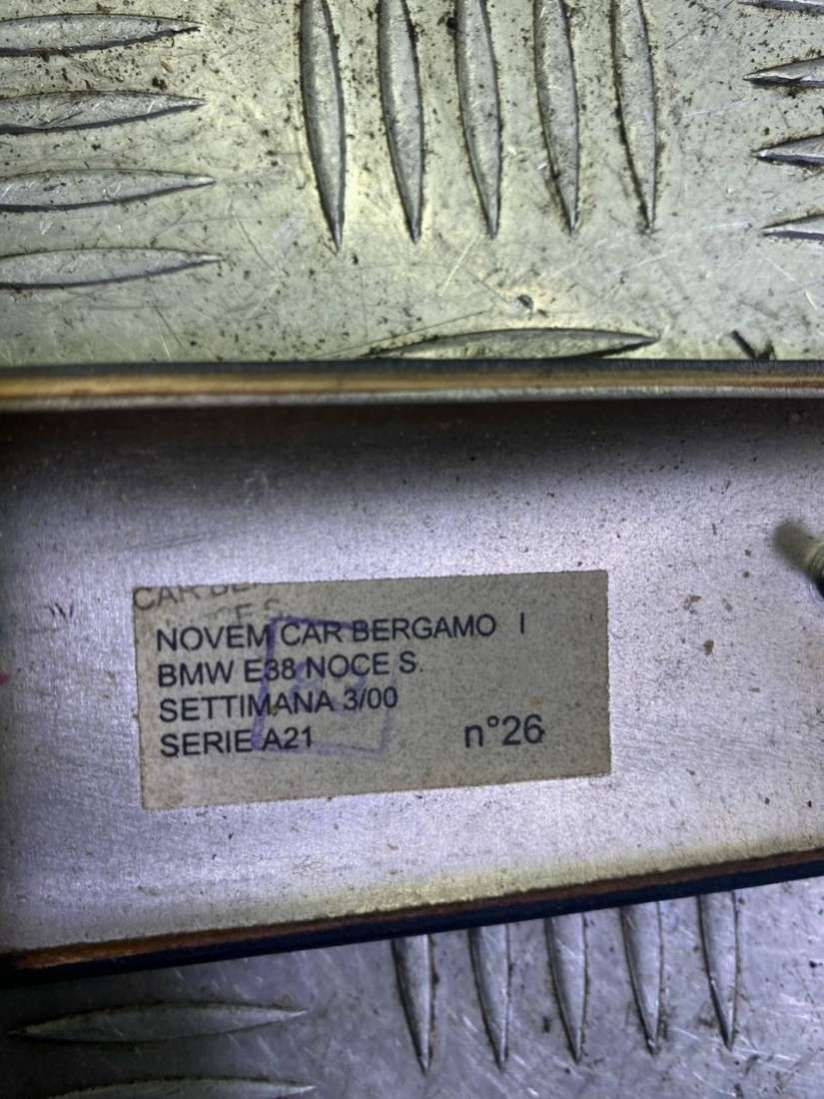 NOVEM CAR BERGAMO I
BMW E38 NOCE S.
SETTIMANA 3/00
SERIE A21 n°26